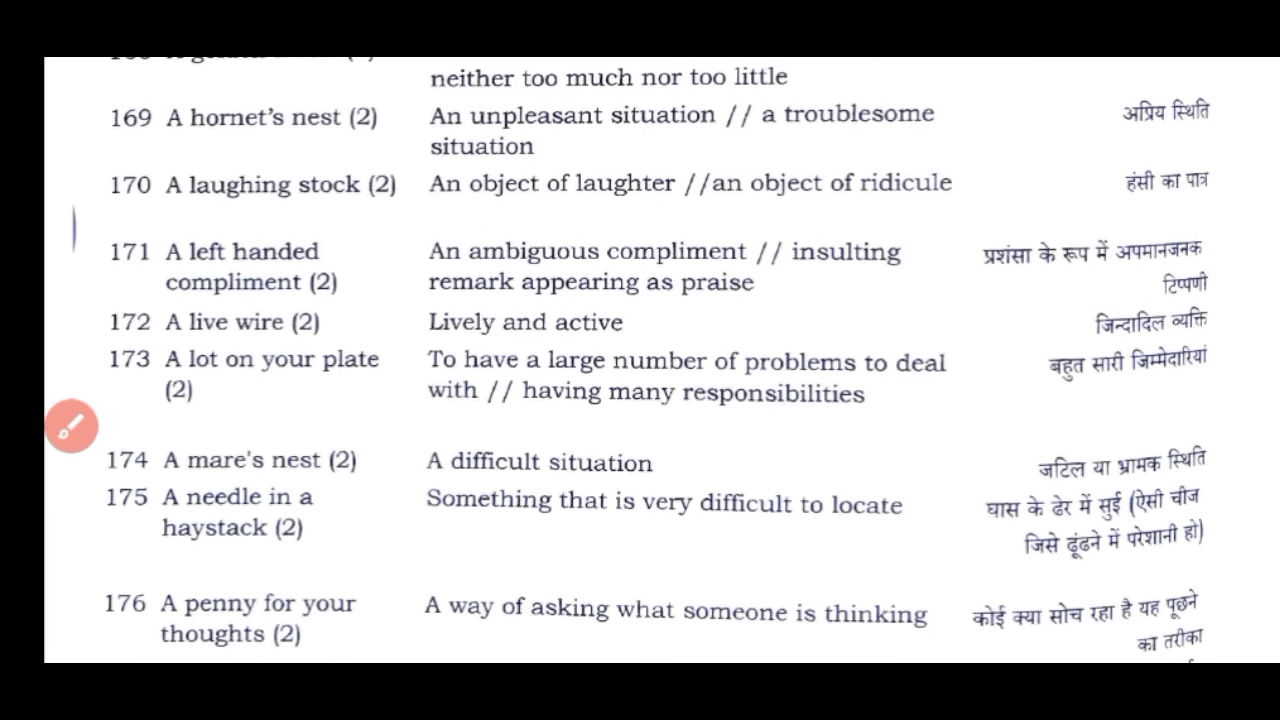 neither too much nor too little
169 A hornet's nest (2) An unpleasant situation // a troublesome अप्रिय स्थिति
situation
170 A laughing stock (2) An object of laughter //an object of ridicule हंसी का पात्र
171 A left handed An ambiguous compliment // insulting प्रशंसा के रूप में अपमानजनक
compliment (2) remark appearing as praise टिप्पणी
172 A live wire (2) Lively and active जिन्दादिल व्यक्ति
173 A lot on your plate To have a large number of problems to deal बहुत सारी जिम्मेदारियां
(2) with // having many responsibilities
174 A mare's nest (2) A difficult situation जटिल या भ्रामक स्थिति
175 A needle in a Something that is very difficult to locate घास के ढेर में सुई (ऐसी चीज
haystack (2) जिसे ढूंढने में परेशानी हो)
176 A penny for your A way of asking what someone is thinking कोई क्या सोच रहा है यह पूछने
thoughts (2) का तरीका